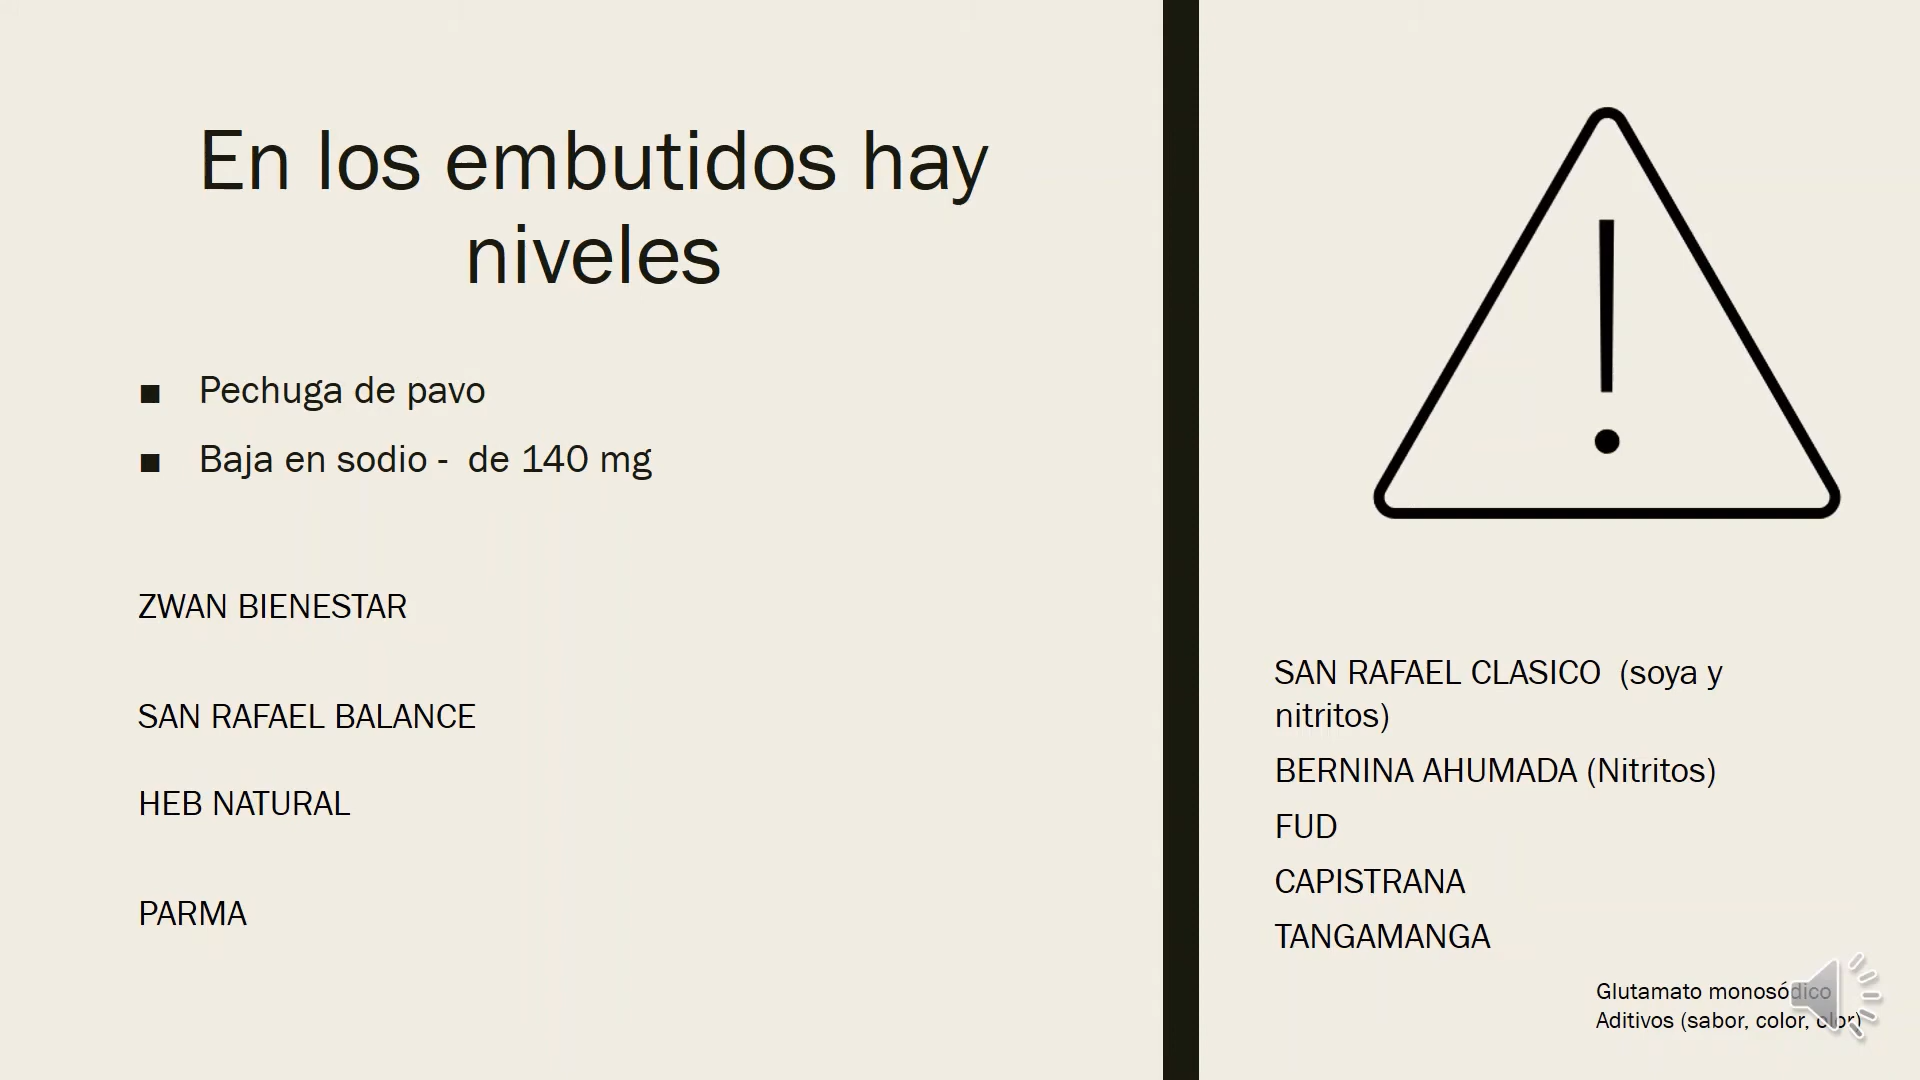 En los embutidos hay
niveles
■ Pechuga de pavo
■ Baja en sodio - de 140 mg
ZWAN BIENESTAR
SAN RAFAEL BALANCE
HEB NATURAL
PARMA
SAN RAFAEL CLASICO (soya y
nitritos)
BERNINA AHUMADA (Nitritos)
FUD
CAPISTRANA
TANGAMANGA
Glutamato monosódico
Aditivos (sabor, color, olor)